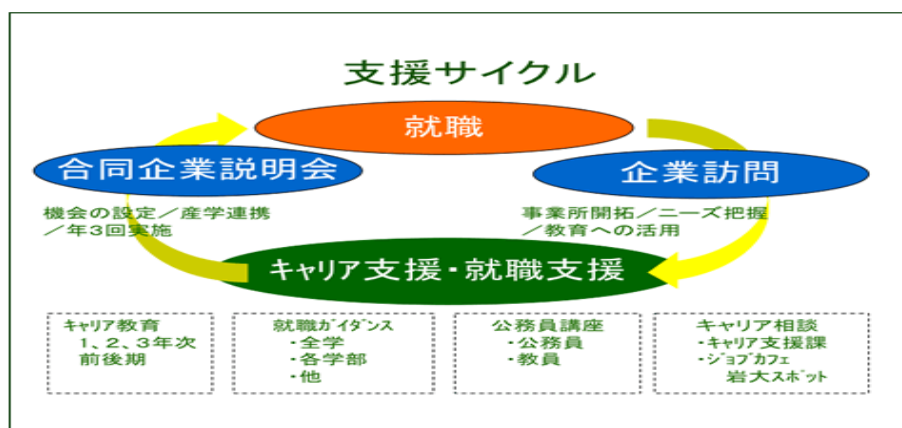 支援サイクル
就職
合同企業説明会
企業訪問
機会の設定／産学連携
／年3回実施
事業所開拓／ニーズ把握
／教育への活用
キャリア支援・就職支援
ｷｬﾘｱ教育
1、2、3年次
前後期
就職ｶﾞｲﾀﾞﾝｽ
・全学
・各学部
・他
公務員講座
・公務員
・教員
キャリア相談
・ｷｬﾘｱ支援課
・ｼﾞｮﾌﾞｶﾌｪ
岩大ｽﾎﾟｯﾄ